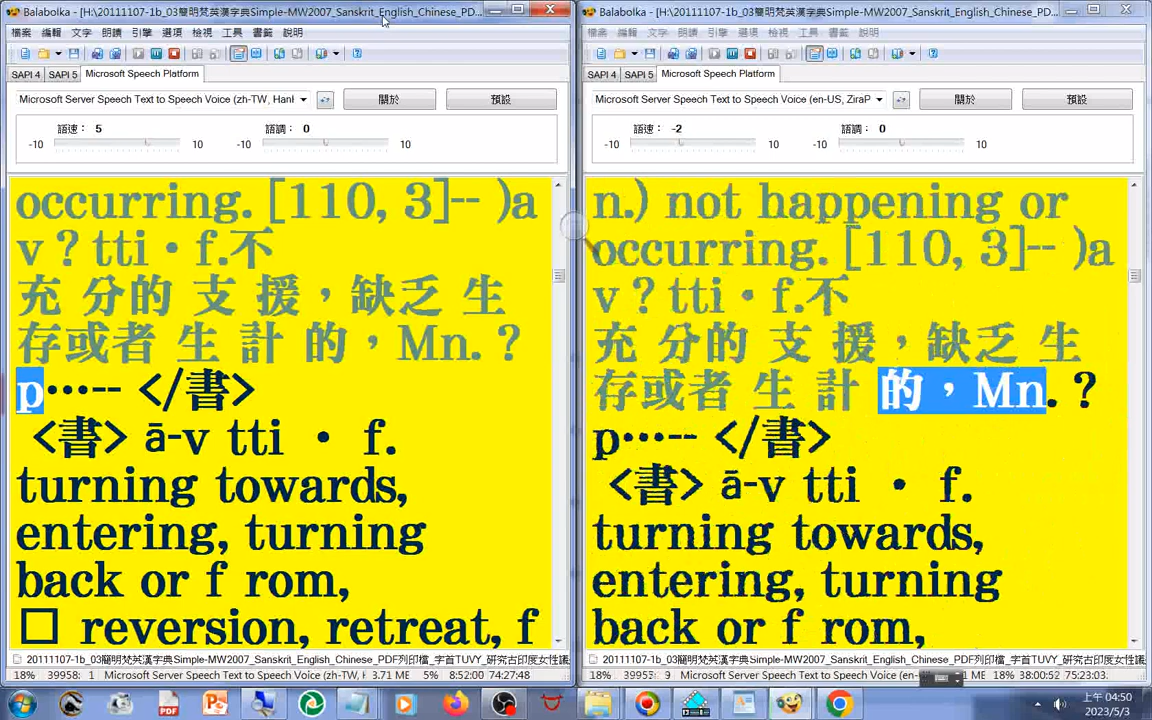 Balabolka - [H:\20111107-1b_03簡明梵英漢字典Simple-MW2007_Sanskrit_English_Chinese_PD...
檔案 編輯 文字 朗讀 引擎 選項 檢視 工具 書籤 說明
SAPI 4 SAPI 5 Microsoft Speech Platform
Microsoft Server Speech Text to Speech Voice (zh-TW, Hanl
關於 預設
語速： 5 語調： 0
-10 10 -10 10
occurring. [110, 3]-- )a
v？tti・f.不
充 分的 支 援，缺乏 生
存或者 生 計 的，Mn.？
p…-- </書>
<書> ā-v tti ・ f.
turning towards,
entering, turning
back or f rom,
□ reversion, retreat, f
20111107-1b_03簡明梵英漢字典Simple-MW2007_Sanskrit_English_Chinese_PDF列印檔_字首TUVY_研究古印度女性議
18% 39958: 1 Microsoft Server Speech Text to Speech Voice (zh-TW, H 3.71 ME 5% 8:52:00 74:27:48
Balabolka - [H:\20111107-1b_03簡明梵英漢字典Simple-MW2007_Sanskrit_English_Chinese_PD...
檔案 編輯 文字 朗讀 引擎 選項 檢視 工具 書籤 說明
SAPI 4 SAPI 5 Microsoft Speech Platform
Microsoft Server Speech Text to Speech Voice (en-US, ZiraP
關於 預設
語速： -2 語調： 0
-10 10 -10 10
n.) not happening or
occurring. [110, 3]-- )a
v？tti・f.不
充 分的 支 援，缺乏 生
存或者 生 計 的，Mn.？
p…-- </書>
<書> ā-v tti ・ f.
turning towards,
entering, turning
back or f rom,
20111107-1b_03簡明梵英漢字典Simple-MW2007_Sanskrit_English_Chinese_PDF列印檔_字首TUVY_研究古印度女性議
18% 3995?: 9 Microsoft Server Speech Text to Speech Voice 18% 38:00:52 75:23:03.
上午 04:50
2023/5/3